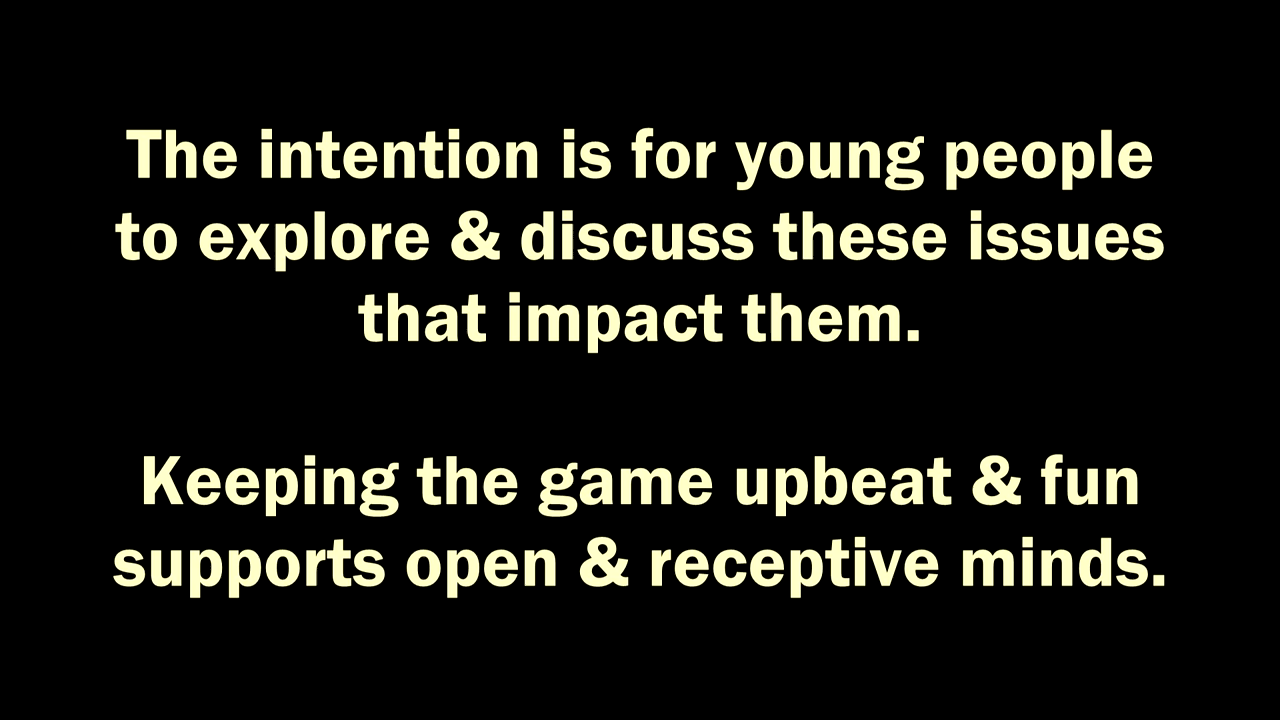 The intention is for young people
to explore & discuss these issues
that impact them.
Keeping the game upbeat & fun
supports open & receptive minds.